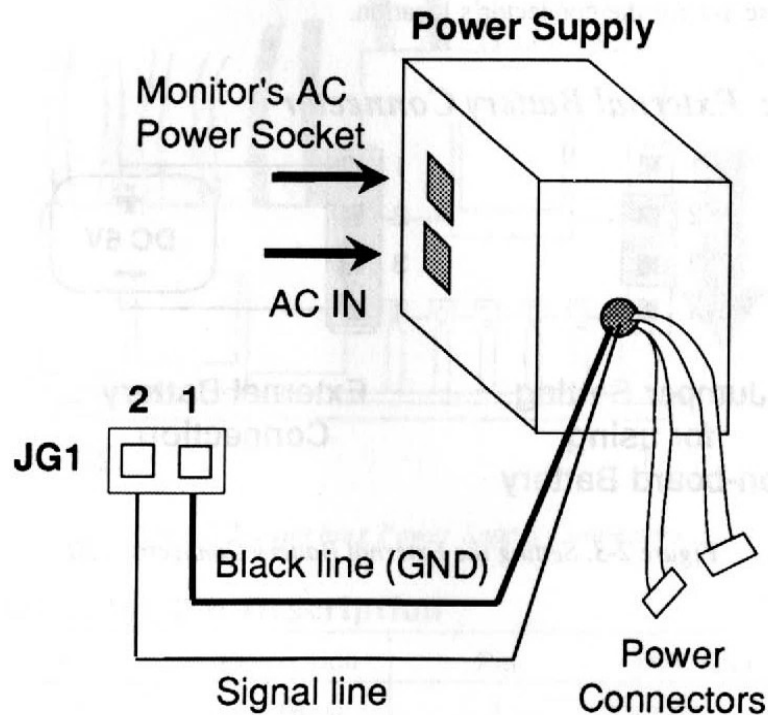 Power Supply
Monitor's AC
Power Socket
AC IN
2 1
JG1
Black line (GND)
Signal line
Power
Connectors